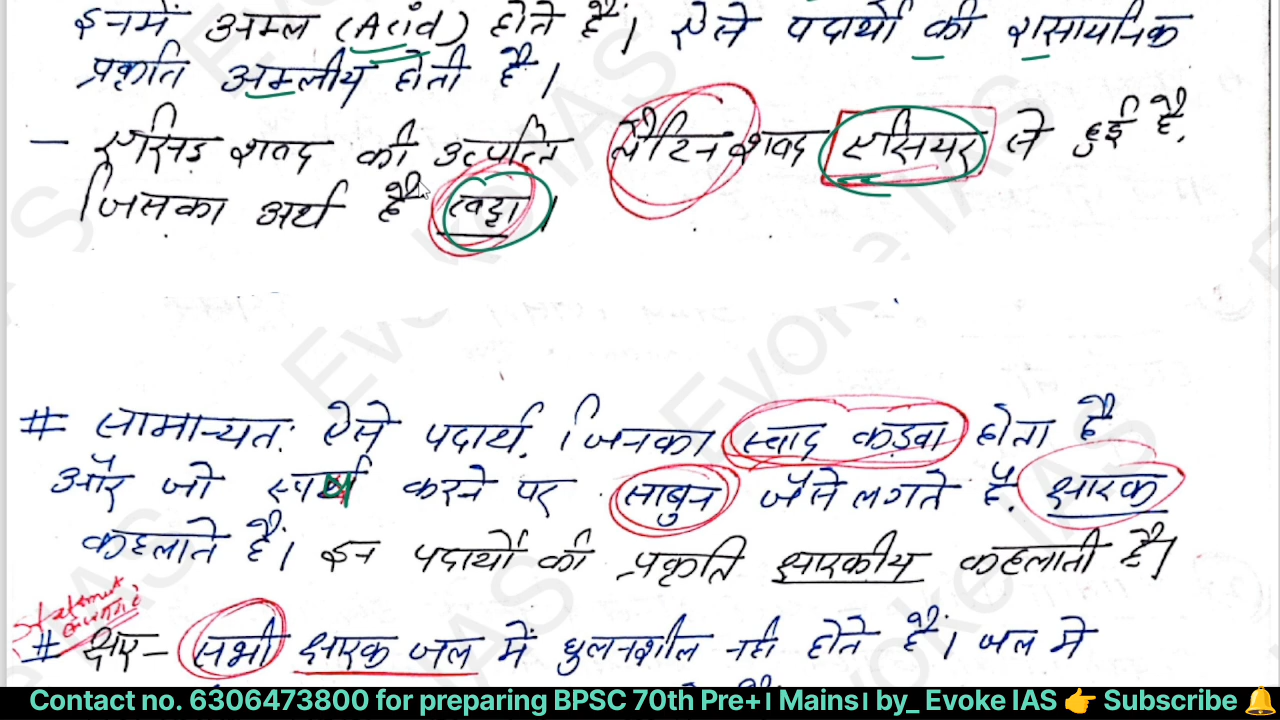 इनमें अम्ल (Acid) होते हैं। ऐसे पदार्थों की रासायनिक
प्रकृति अम्लीय होती है।
– एसिड शब्द की उत्पत्ति लैटिन शब्द एसियर से हुई है,
जिसका अर्थ है खट्टा।
# सामान्यतः ऐसे पदार्थ, जिनका स्वाद कड़वा होता है
और जो स्पर्श करने पर साबुन जैसे लगते हैं, क्षारक
कहलाते हैं। इन पदार्थों की प्रकृति क्षारकीय कहलाती है।
# क्षार – सभी क्षारक जल में घुलनशील नही होते हैं। जल मे
Evoke IAS
Contact no. 6306473800 for preparing BPSC 70th Pre+। Mains। by_ Evoke IAS 👉 Subscribe 🔔